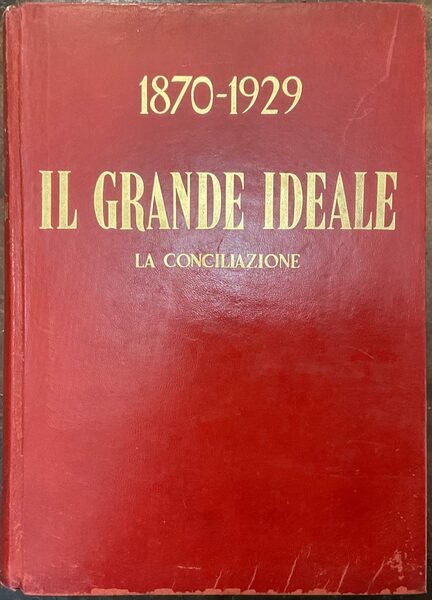 1870-1929
IL GRANDE IDEALE
LA CONCILIAZIONE